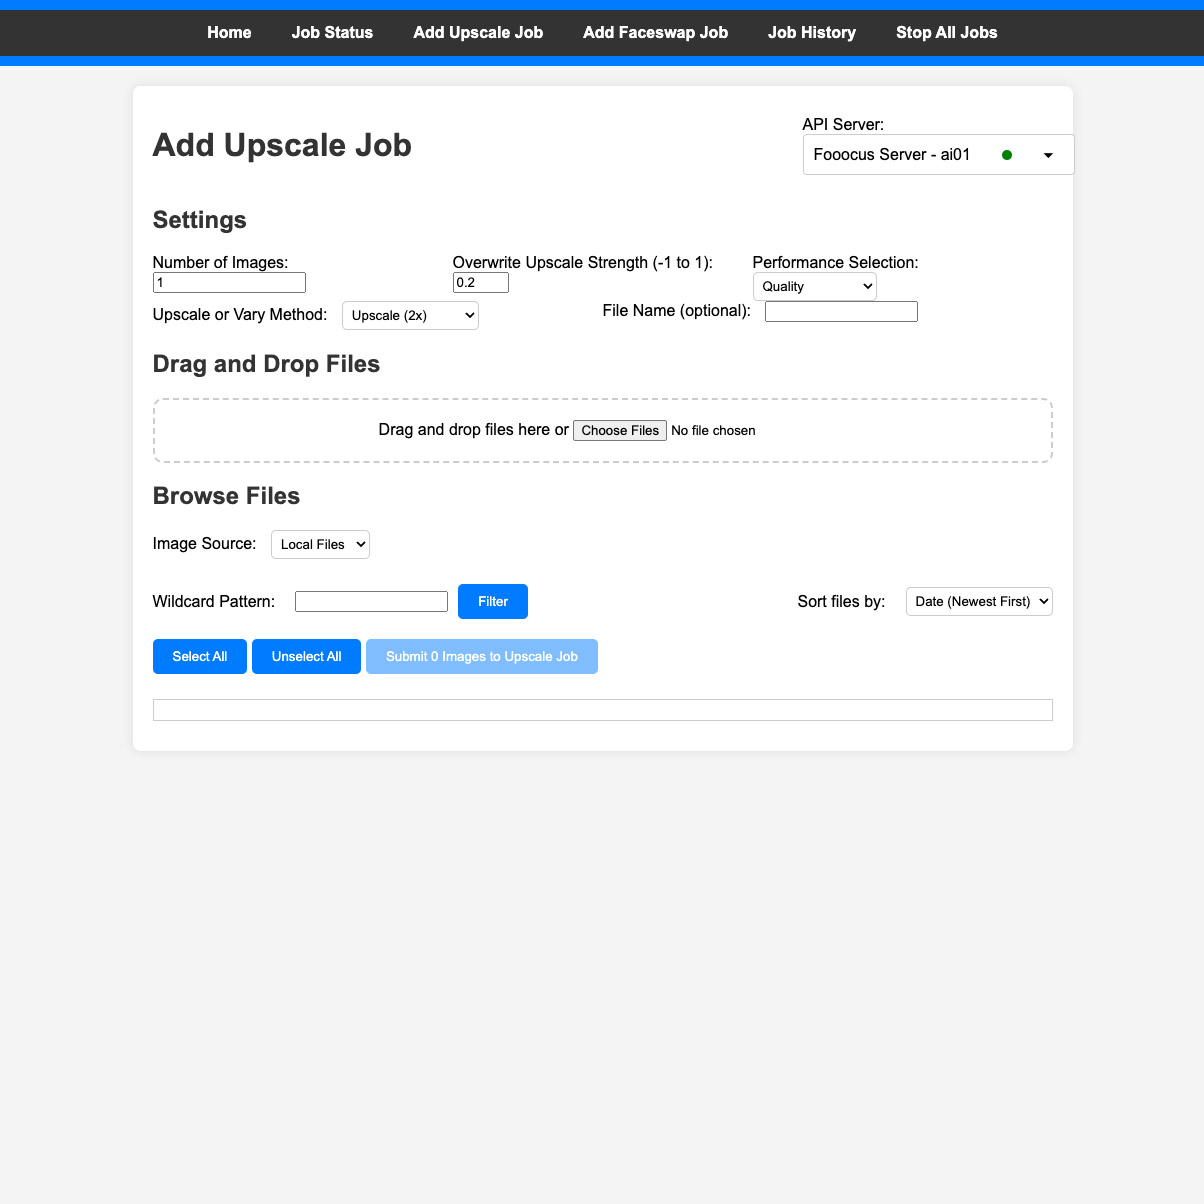 Home Job Status Add Upscale Job Add Faceswap Job Job History Stop All Jobs
Add Upscale Job
API Server:
Fooocus Server - ai01
Settings
Number of Images: Overwrite Upscale Strength (-1 to 1): Performance Selection:
1 0.2 Quality
Upscale or Vary Method: Upscale (2x) File Name (optional):
Drag and Drop Files
Drag and drop files here or Choose Files No file chosen
Browse Files
Image Source: Local Files
Wildcard Pattern: Filter Sort files by: Date (Newest First)
Select All Unselect All Submit 0 Images to Upscale Job